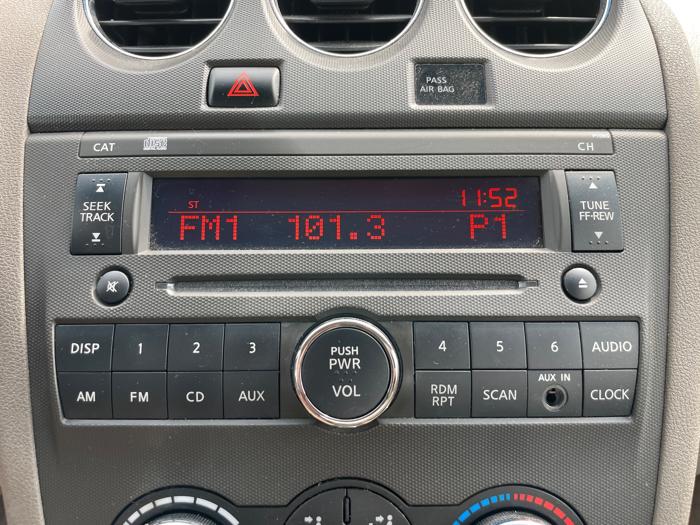 PASS
AIR BAG
CAT
CH
SEEK
TRACK
ST
11:52
FM1 101.3 P1
TUNE
FF-REW
DISP 1 2 3
PUSH
PWR
VOL
4 5 6 AUDIO
AM FM CD AUX
RDM
RPT
SCAN
AUX IN
CLOCK